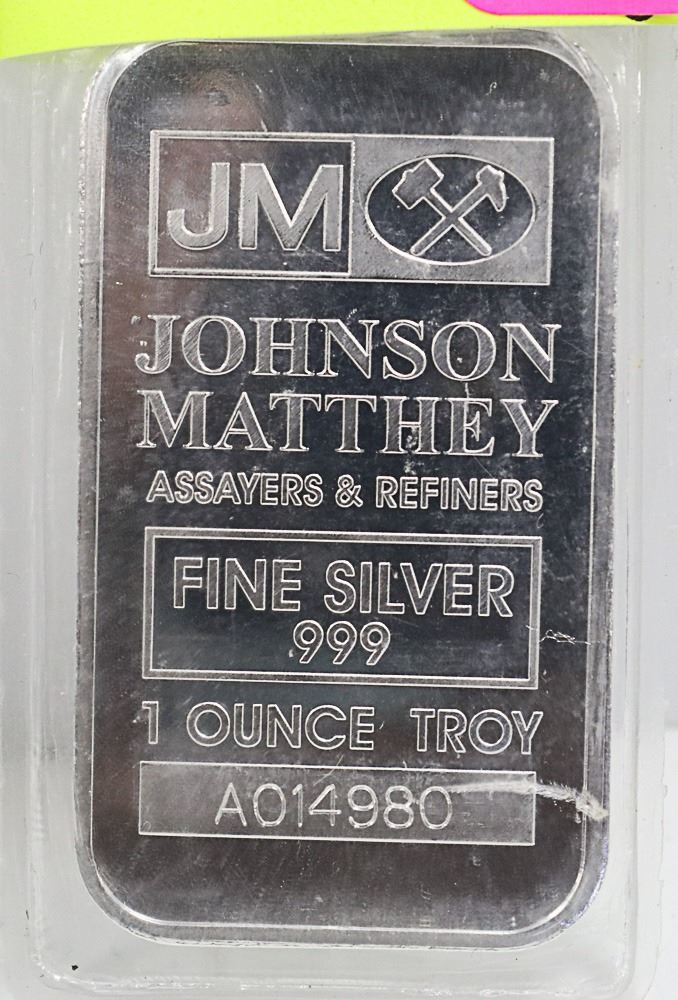 JM
JOHNSON
MATTHEY
ASSAYERS & REFINERS
FINE SILVER
999
1 OUNCE TROY
A014980